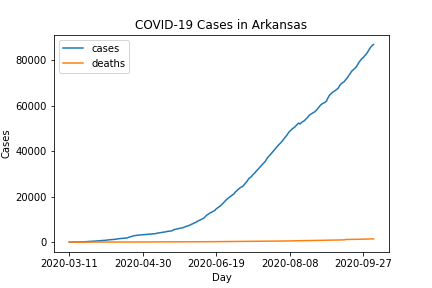 COVID-19 Cases in Arkansas
cases
deaths
80000
60000
40000
20000
0
Cases
2020-03-11 2020-04-30 2020-06-19 2020-08-08 2020-09-27
Day